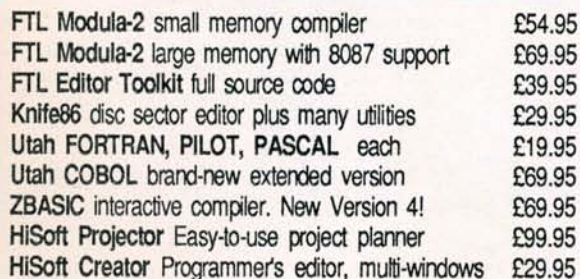 FTL Modula-2 small memory compiler £54.95
FTL Modula-2 large memory with 8087 support £69.95
FTL Editor Toolkit full source code £39.95
Knife86 disc sector editor plus many utilities £29.95
Utah FORTRAN, PILOT, PASCAL each £19.95
Utah COBOL brand-new extended version £69.95
ZBASIC interactive compiler. New Version 4! £69.95
HiSoft Projector Easy-to-use project planner £99.95
HiSoft Creator Programmer's editor, multi-windows £29.95